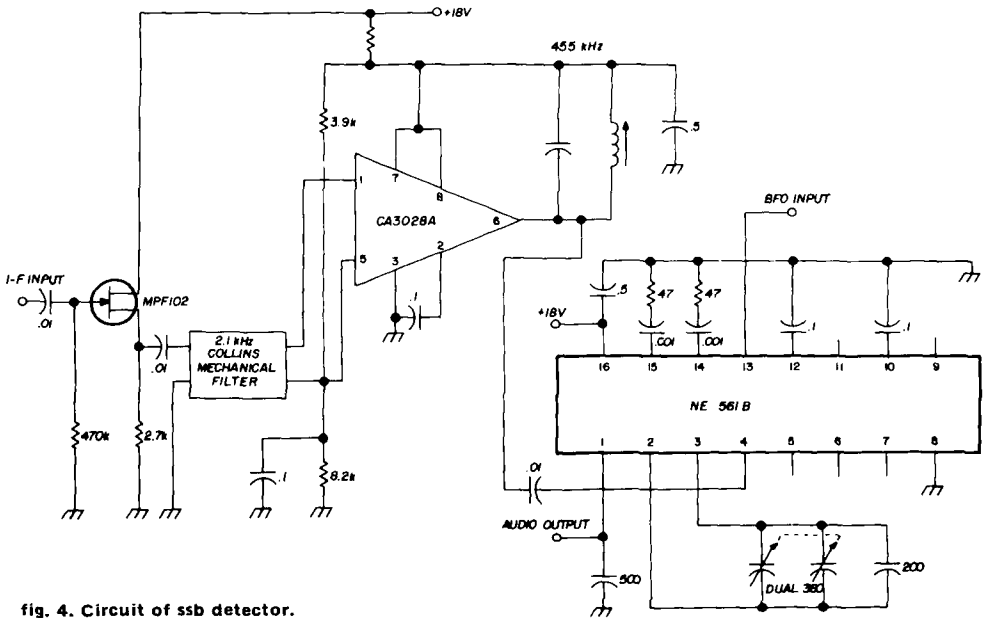 +18V
455 kHz
3.9k
.5
1
7
8
CA3028A
6
5
3
2
BFO INPUT
I-F INPUT
MPF102
.01
.01
2.1 kHz
COLLINS
MECHANICAL
FILTER
.1
470k
2.7k
.1
8.2k
.5
47
47
+18V
.001
.001
.1
.1
16
15
14
13
12
11
10
9
NE 561B
1
2
3
4
5
6
7
8
.01
AUDIO OUTPUT
500
DUAL 380
200
fig. 4. Circuit of ssb detector.